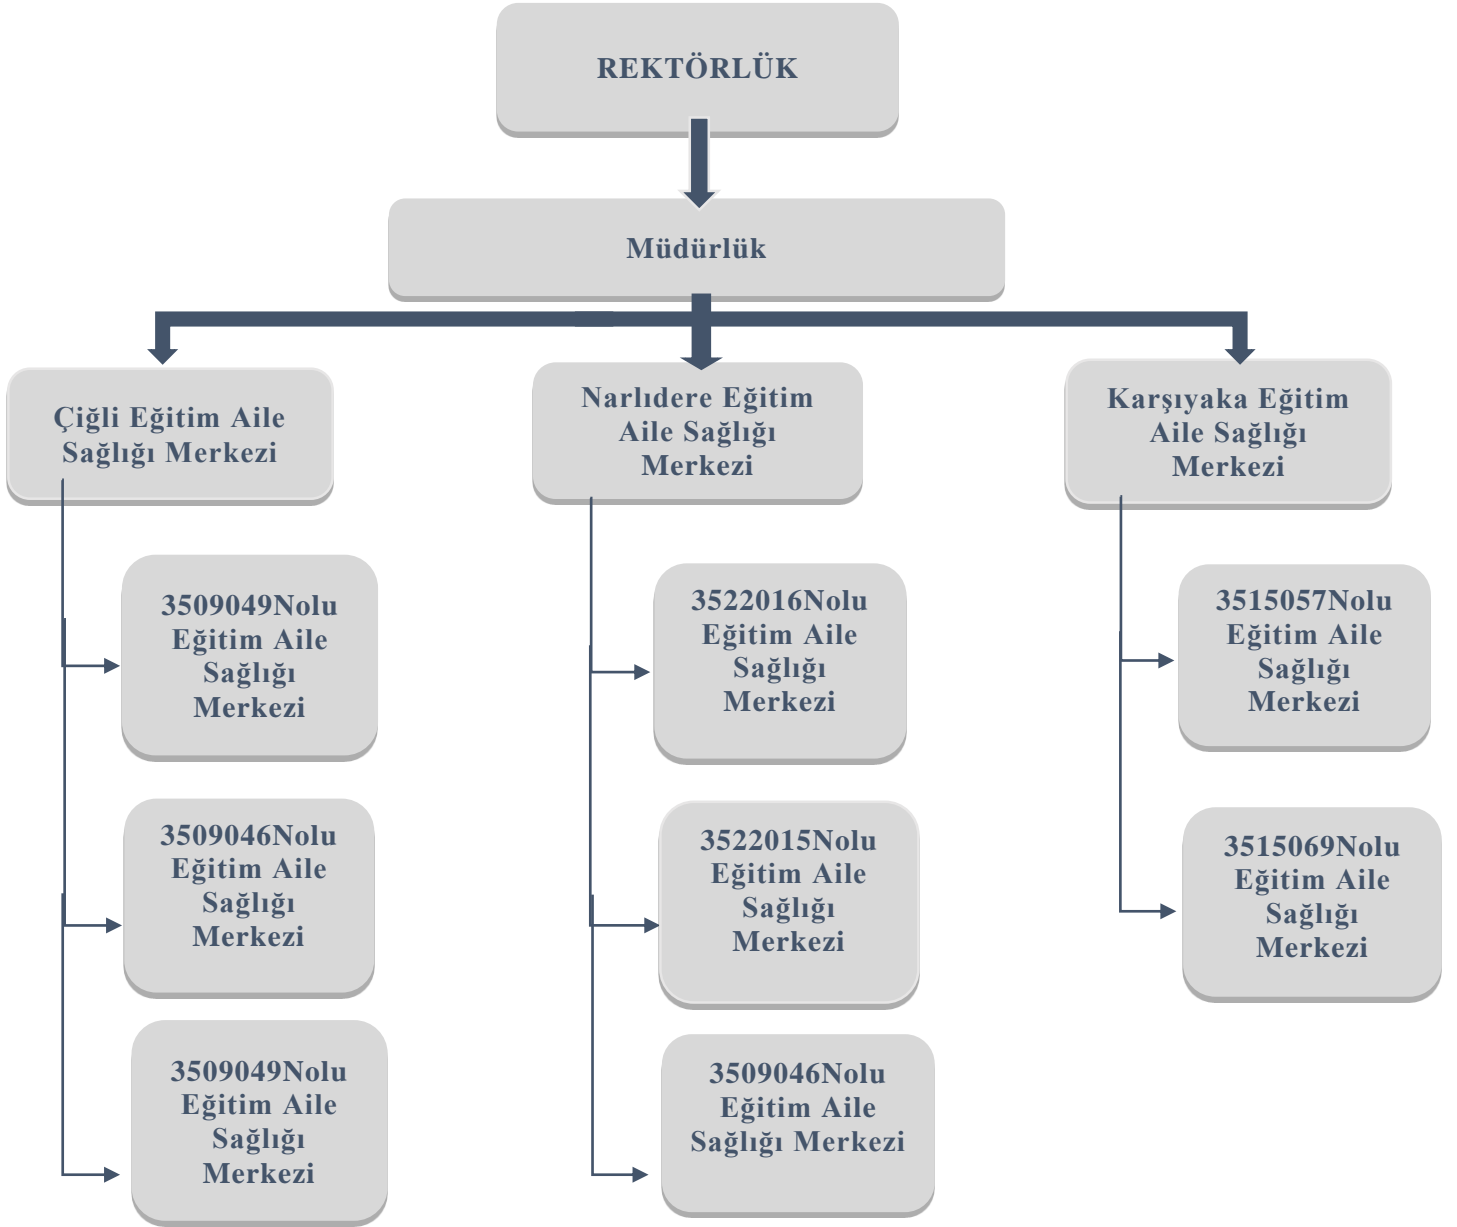 REKTÖRLÜK
Müdürlük
Çiğli Eğitim Aile
Sağlığı Merkezi
Narlıdere Eğitim
Aile Sağlığı
Merkezi
Karşıyaka Eğitim
Aile Sağlığı
Merkezi
3509049Nolu
Eğitim Aile
Sağlığı
Merkezi
3522016Nolu
Eğitim Aile
Sağlığı
Merkezi
3515057Nolu
Eğitim Aile
Sağlığı
Merkezi
3509046Nolu
Eğitim Aile
Sağlığı
Merkezi
3522015Nolu
Eğitim Aile
Sağlığı
Merkezi
3515069Nolu
Eğitim Aile
Sağlığı
Merkezi
3509049Nolu
Eğitim Aile
Sağlığı
Merkezi
3509046Nolu
Eğitim Aile
Sağlığı Merkezi